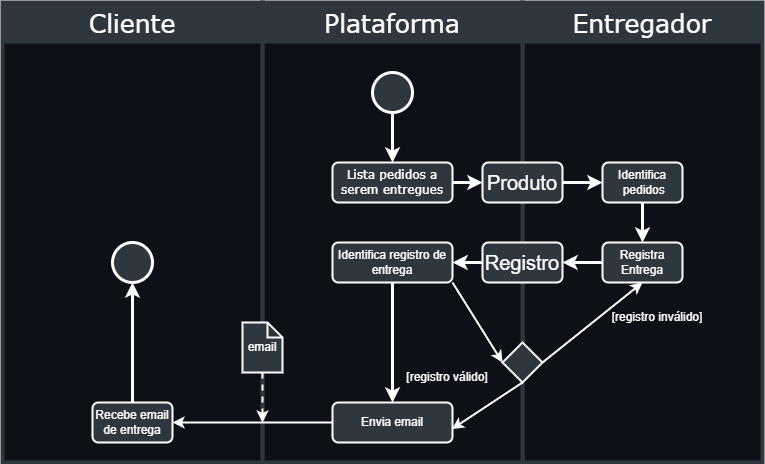 Cliente
Plataforma
Entregador
Lista pedidos a
serem entregues
Produto
Identifica
pedidos
Identifica registro de
entrega
Registro
Registra
Entrega
[registro inválido]
email
[registro válido]
Recebe email
de entrega
Envia email